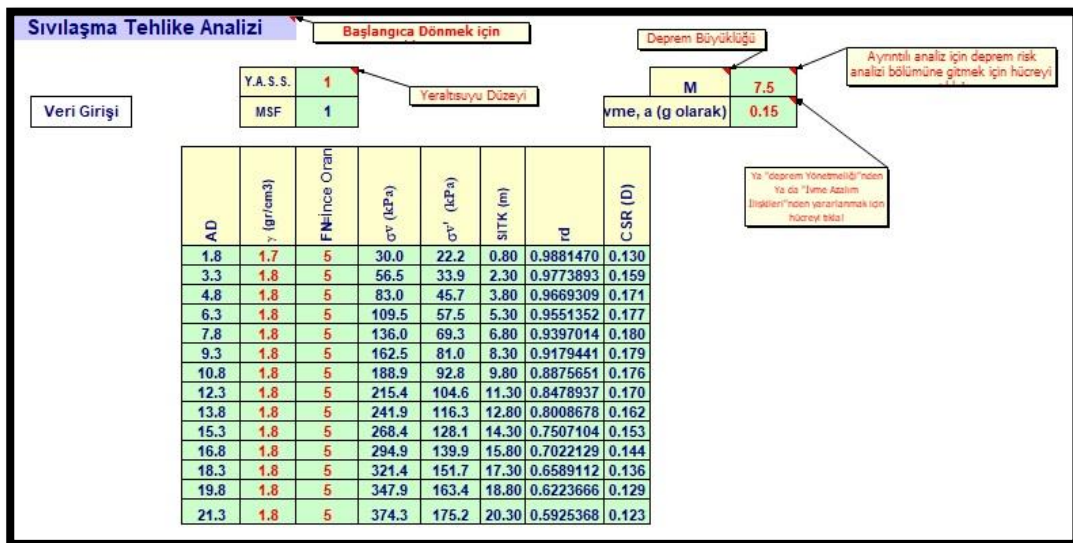 Sıvılaşma Tehlike Analizi
Başlangıca Dönmek için
Deprem Büyüklüğü
Ayrıntılı analiz için deprem risk
analizi bölümüne gitmek için hücreyi
Y.A.S.S. 1
Yeraltısuyu Düzeyi
M 7.5
Veri Girişi
MSF 1
vme, a (g olarak) 0.15
Ya "deprem Yönetmeliği"nden
Ya da "İvme Azalım
İlişkileri"nden yararlanmak için
hücreyi tıkla!
AD γ (gr/cm3) FN=İnce Oran σv (kPa) σv' (kPa) SITK (m) rd CSR (D)
1.8 1.7 5 30.0 22.2 0.80 0.9881470 0.130
3.3 1.8 5 56.5 33.9 2.30 0.9773893 0.159
4.8 1.8 5 83.0 45.7 3.80 0.9669309 0.171
6.3 1.8 5 109.5 57.5 5.30 0.9551352 0.177
7.8 1.8 5 136.0 69.3 6.80 0.9397014 0.180
9.3 1.8 5 162.5 81.0 8.30 0.9179441 0.179
10.8 1.8 5 188.9 92.8 9.80 0.8875651 0.176
12.3 1.8 5 215.4 104.6 11.30 0.8478937 0.170
13.8 1.8 5 241.9 116.3 12.80 0.8008678 0.162
15.3 1.8 5 268.4 128.1 14.30 0.7507104 0.153
16.8 1.8 5 294.9 139.9 15.80 0.7022129 0.144
18.3 1.8 5 321.4 151.7 17.30 0.6589112 0.136
19.8 1.8 5 347.9 163.4 18.80 0.6223666 0.129
21.3 1.8 5 374.3 175.2 20.30 0.5925368 0.123